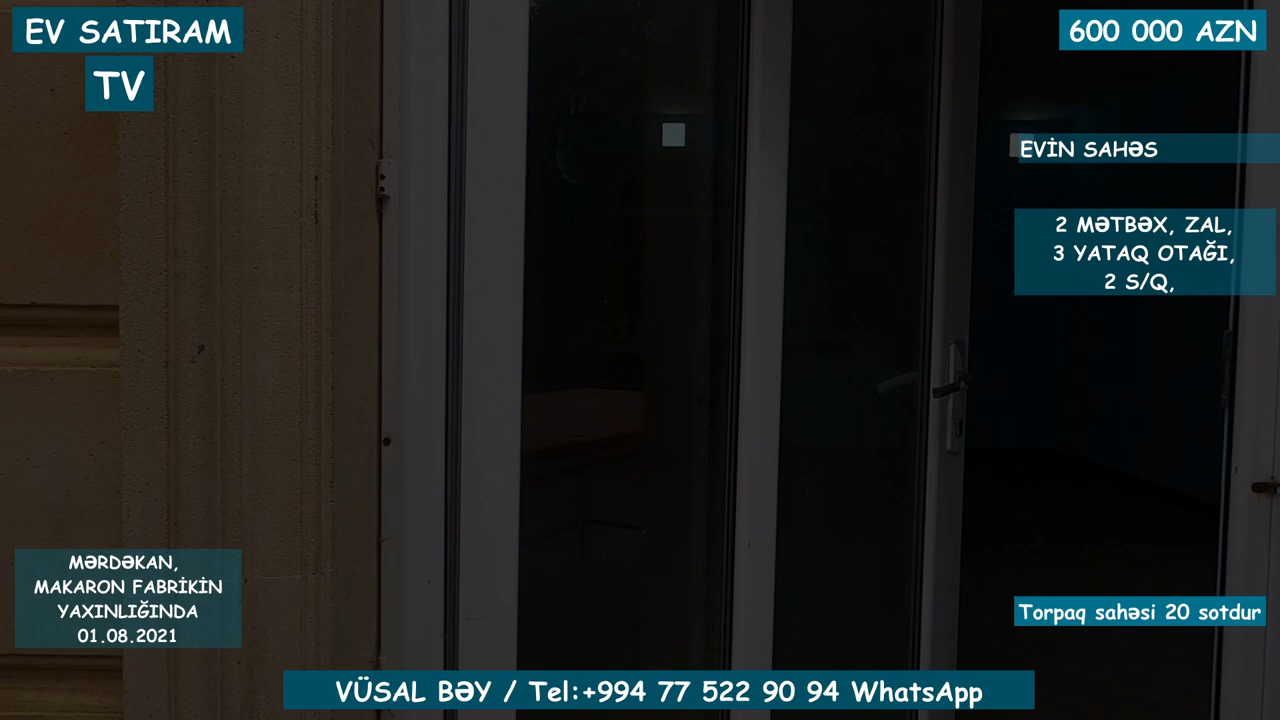 EV SATIRAM
TV
600 000 AZN
EVİN SAHƏS
2 MƏTBƏX, ZAL,
3 YATAQ OTAĞI,
2 S/Q,
MƏRDƏKAN,
MAKARON FABRİKİN
YAXINLIĞINDA
01.08.2021
Torpaq sahəsi 20 sotdur
VÜSAL BƏY / Tel:+994 77 522 90 94 WhatsApp